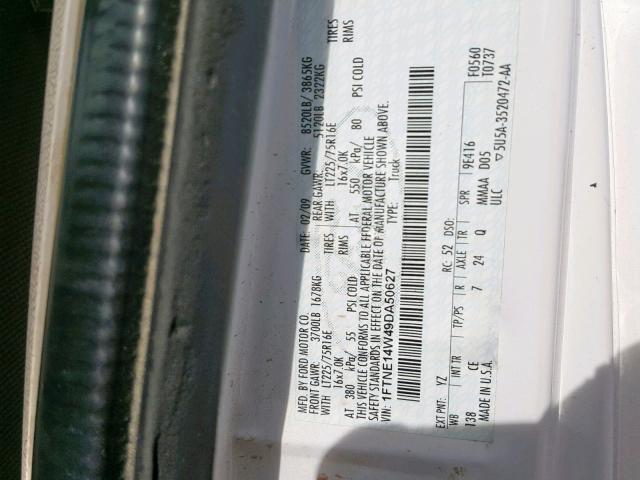 MFD. BY FORD MOTOR CO.
DATE: 02/09 GVWR: 8520LB/ 3865KG
FRONT GAWR: 3700LB 1678KG REAR GAWR: 5120LB 2322KG
WITH LT225/75R16E TIRES WITH LT225/75R16E TIRES
16x7.0K RIMS 16x7.0K RIMS
AT 380 kPa/ 55 PSI COLD AT 550 kPa/ 80 PSI COLD
THIS VEHICLE CONFORMS TO ALL APPLICABLE FEDERAL MOTOR VEHICLE
SAFETY STANDARDS IN EFFECT ON THE DATE OF MANUFACTURE SHOWN ABOVE.
VIN: 1FTNE14W49DA50627 TYPE: Truck
F0560
T0737
EXT PNT: YZ RC: 52 DSO: 9E416
WB INT TR TP/PS R AXLE TR SPR
138 CE 7 24 Q MMAA D05
MADE IN U.S.A. ULC
▽5U5A-3520472-AA